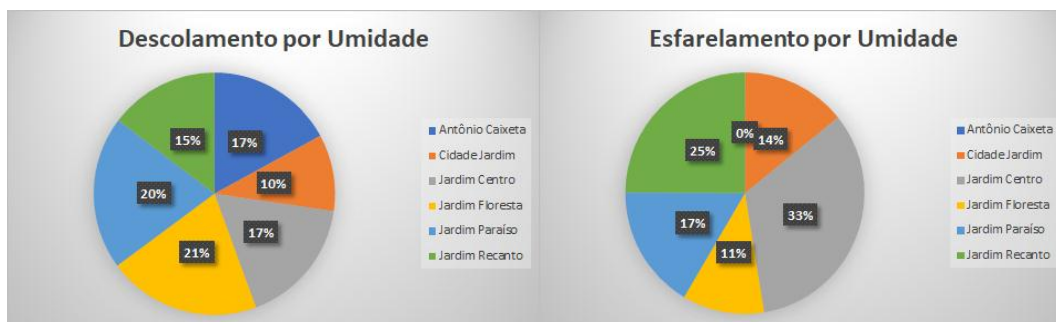 Descolamento por Umidade
17%
10%
17%
21%
20%
15%
Antônio Caixeta
Cidade Jardim
Jardim Centro
Jardim Floresta
Jardim Paraíso
Jardim Recanto
Esfarelamento por Umidade
0%
14%
33%
11%
17%
25%
Antônio Caixeta
Cidade Jardim
Jardim Centro
Jardim Floresta
Jardim Paraíso
Jardim Recanto